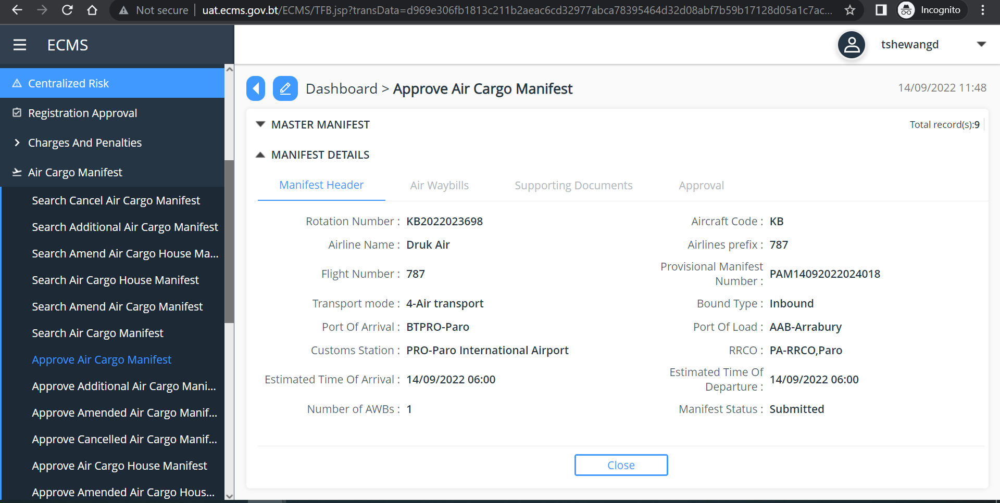 Not secure | uat.ecms.gov.bt/ECMS/TFB.jsp?transData=d969e306fb1813c211b2aeac6cd32977abca78395464d32d08abf7b59b17128d05a1c7ac...
Incognito
ECMS
tshewangd
Centralized Risk
Registration Approval
Charges And Penalties
Air Cargo Manifest
Search Cancel Air Cargo Manifest
Search Additional Air Cargo Manifest
Search Amend Air Cargo House Ma...
Search Air Cargo House Manifest
Search Amend Air Cargo Manifest
Search Air Cargo Manifest
Approve Air Cargo Manifest
Approve Additional Air Cargo Mani...
Approve Amended Air Cargo Manif...
Approve Cancelled Air Cargo Manif...
Approve Air Cargo House Manifest
Approve Amended Air Cargo Hous...
Dashboard > Approve Air Cargo Manifest
14/09/2022 11:48
MASTER MANIFEST
Total record(s):9
MANIFEST DETAILS
Manifest Header
Air Waybills
Supporting Documents
Approval
Rotation Number : KB2022023698
Aircraft Code : KB
Airline Name : Druk Air
Airlines prefix : 787
Flight Number : 787
Provisional Manifest
Number : PAM14092022024018
Transport mode : 4-Air transport
Bound Type : Inbound
Port Of Arrival : BTPRO-Paro
Port Of Load : AAB-Arrabury
Customs Station : PRO-Paro International Airport
RRCO : PA-RRCO,Paro
Estimated Time Of Arrival : 14/09/2022 06:00
Estimated Time Of
Departure : 14/09/2022 06:00
Number of AWBs : 1
Manifest Status : Submitted
Close